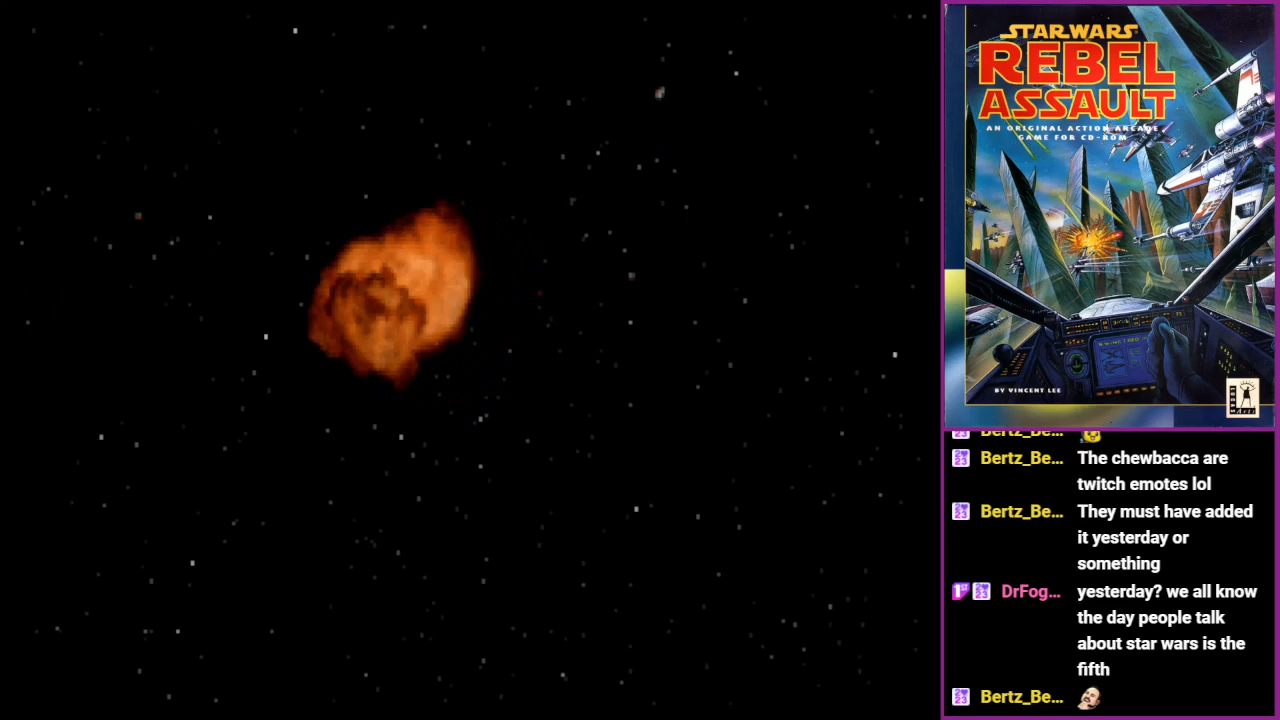 STAR WARS
REBEL
ASSAULT
AN ORIGINAL ACTION ARCADE
GAME FOR CD-ROM
BY VINCENT LEE
Bertz_Be...
Bertz_Be... The chewbacca are
twitch emotes lol
Bertz_Be... They must have added
it yesterday or
something
1ST DrFog... yesterday? we all know
the day people talk
about star wars is the
fifth
Bertz_Be...